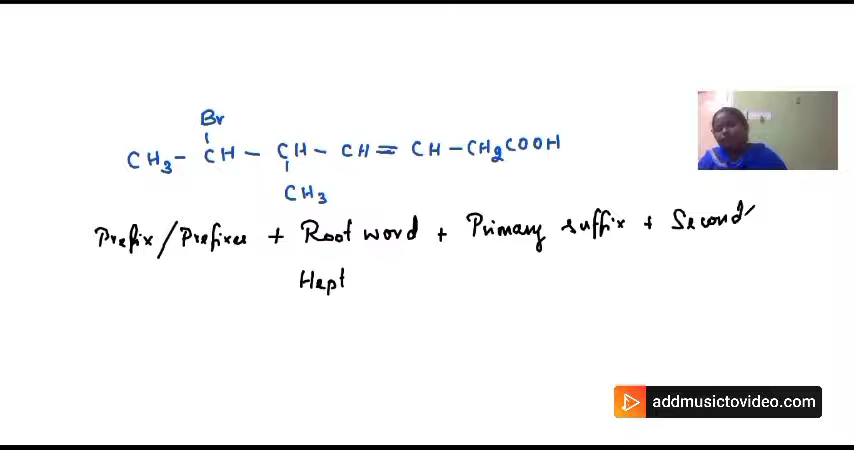 Br
CH3 - CH - CH - CH = CH - CH2COOH
CH3
Prefix/Prefixes + Root word + Primary suffix + Second
Hept
addmusictovideo.com